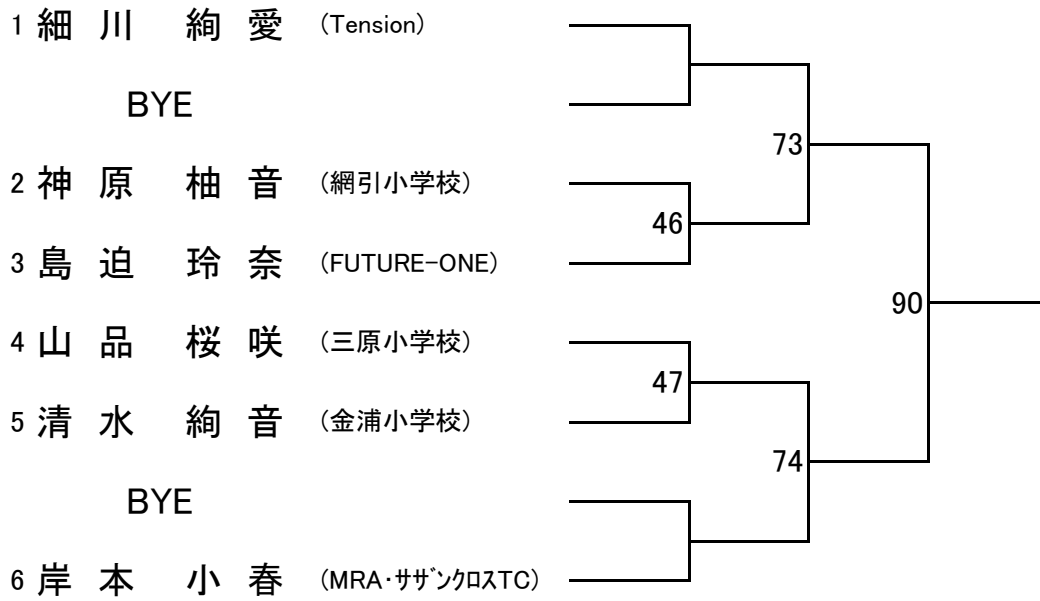 1 細川 絢愛 (Tension)
BYE
73
2 神原 柚音 (網引小学校)
46
3 島迫 玲奈 (FUTURE-ONE)
90
4 山品 桜咲 (三原小学校)
47
5 清水 絢音 (金浦小学校)
74
BYE
6 岸本 小春 (MRA・ｻｻﾞﾝｸﾛｽTC)